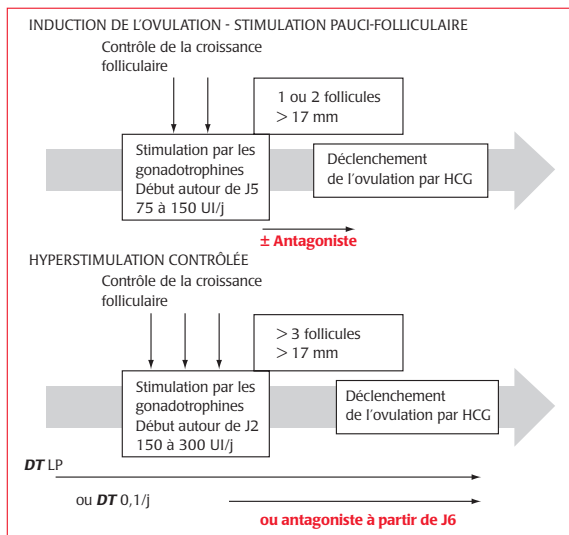 INDUCTION DE L'OVULATION - STIMULATION PAUCI-FOLLICULAIRE
Contrôle de la croissance
folliculaire
1 ou 2 follicules
> 17 mm
Stimulation par les
gonadotrophines
Début autour de J5
75 à 150 UI/j
Déclenchement
de l'ovulation par HCG
± Antagoniste
HYPERSTIMULATION CONTRÔLÉE
Contrôle de la croissance
folliculaire
> 3 follicules
> 17 mm
Stimulation par les
gonadotrophines
Début autour de J2
150 à 300 UI/j
Déclenchement
de l'ovulation par HCG
DT LP
ou DT 0,1/j
ou antagoniste à partir de J6